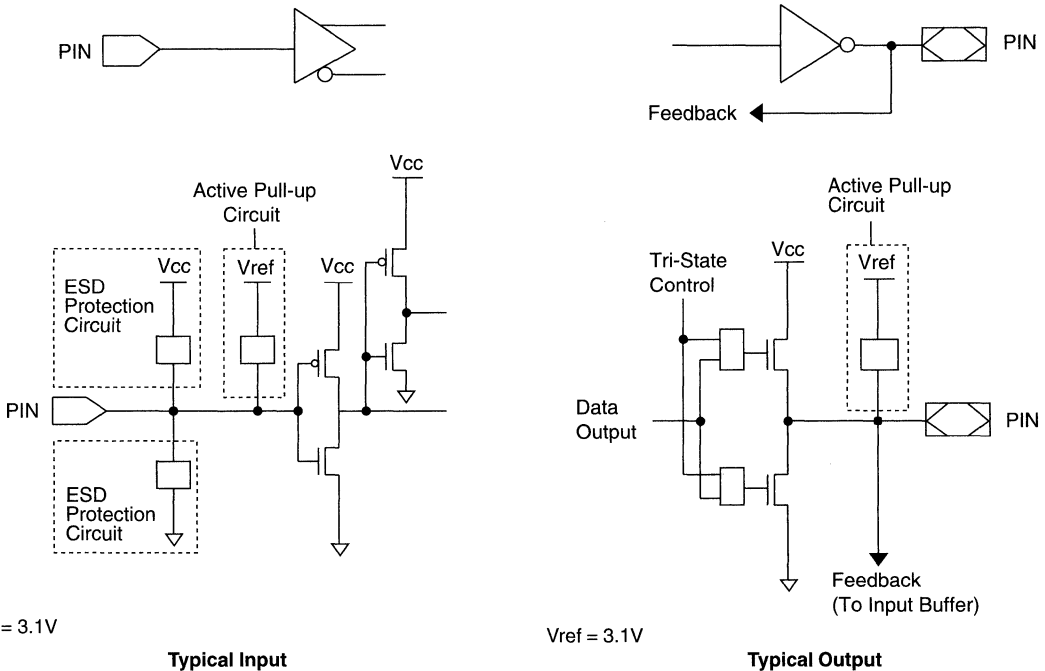 PIN
PIN
Feedback
Vcc
Active Pull-up
Circuit
Vcc
ESD
Protection
Circuit
Vref
Vcc
PIN
ESD
Protection
Circuit
= 3.1V
Typical Input
Active Pull-up
Circuit
Tri-State
Control
Vcc
Vref
Data
Output
PIN
Feedback
(To Input Buffer)
Vref = 3.1V
Typical Output